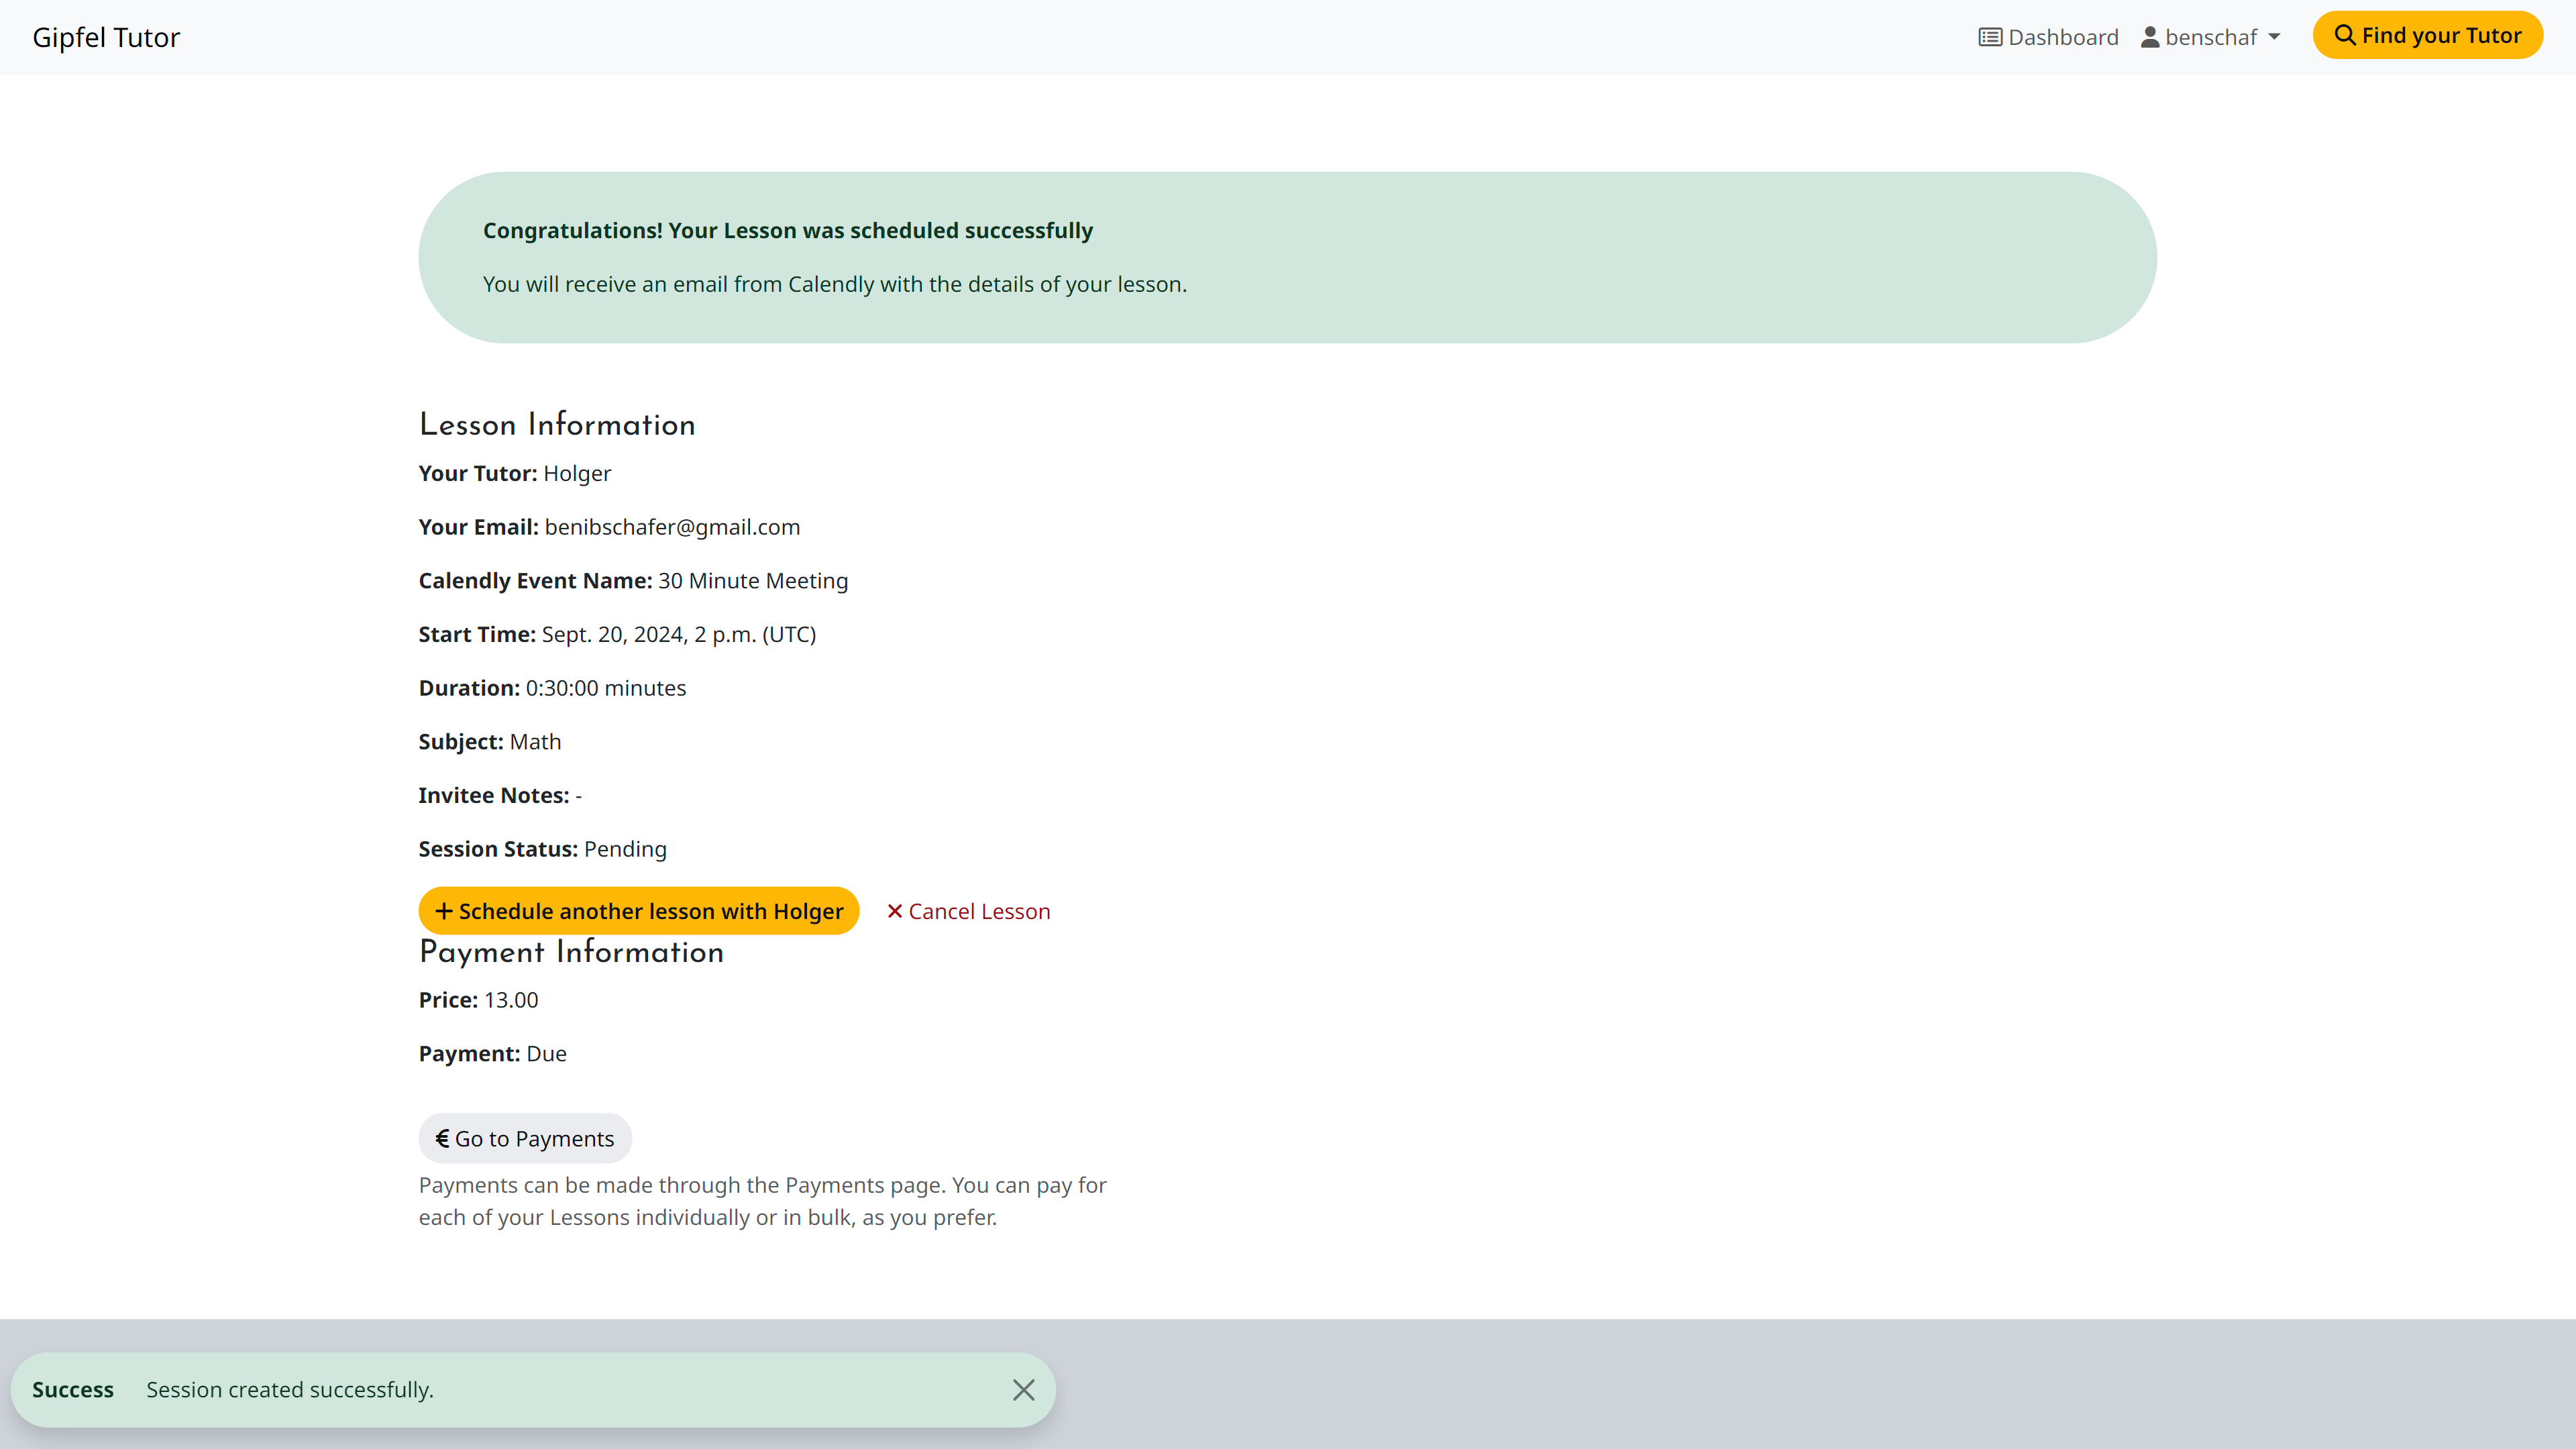 Gipfel Tutor
Dashboard
benschaf
Find your Tutor
Congratulations! Your Lesson was scheduled successfully
You will receive an email from Calendly with the details of your lesson.
Lesson Information
Your Tutor: Holger
Your Email: benibschafer@gmail.com
Calendly Event Name: 30 Minute Meeting
Start Time: Sept. 20, 2024, 2 p.m. (UTC)
Duration: 0:30:00 minutes
Subject: Math
Invitee Notes: -
Session Status: Pending
Schedule another lesson with Holger
Cancel Lesson
Payment Information
Price: 13.00
Payment: Due
€ Go to Payments
Payments can be made through the Payments page. You can pay for
each of your Lessons individually or in bulk, as you prefer.
Success Session created successfully.